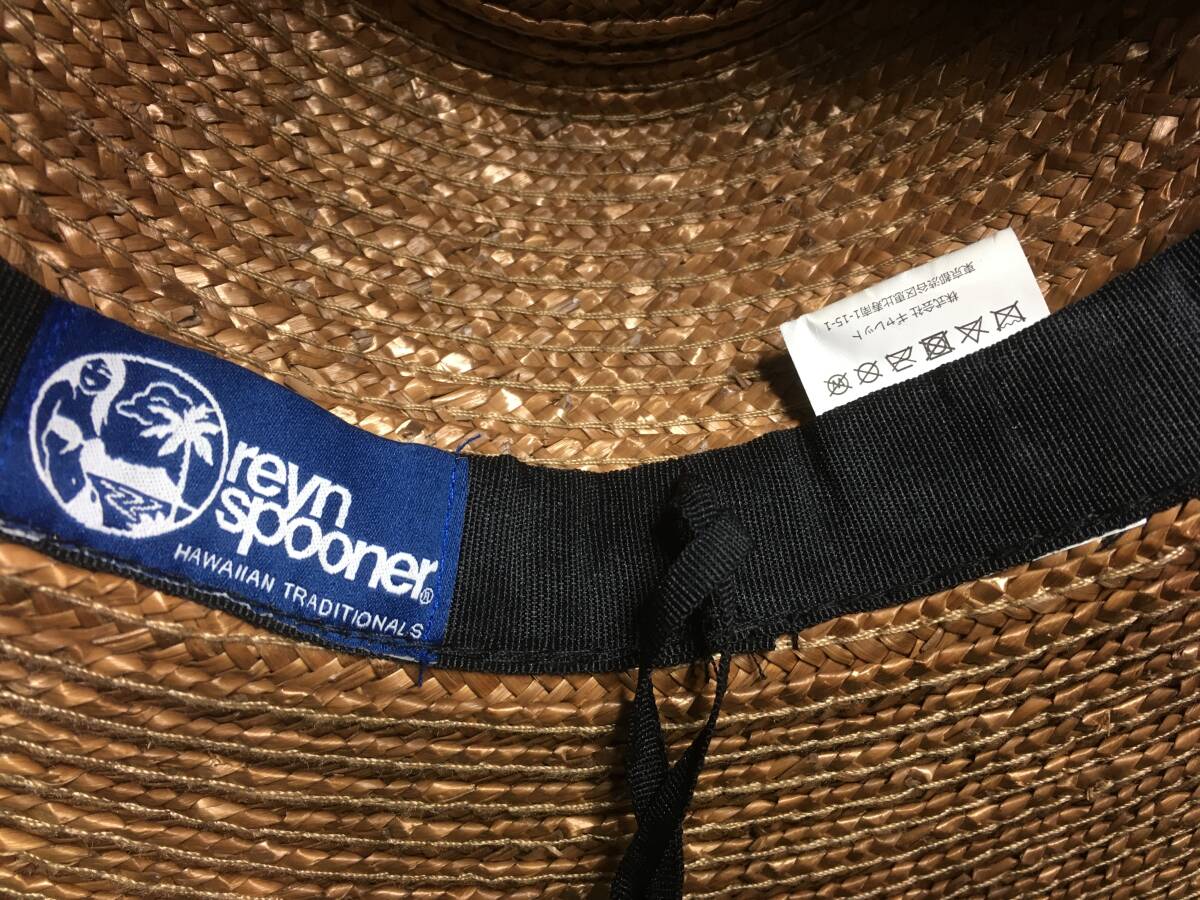 reyn
spooner®
HAWAIIAN TRADITIONALS
株式会社 ギャレット
東京都渋谷区恵比寿南1-15-1